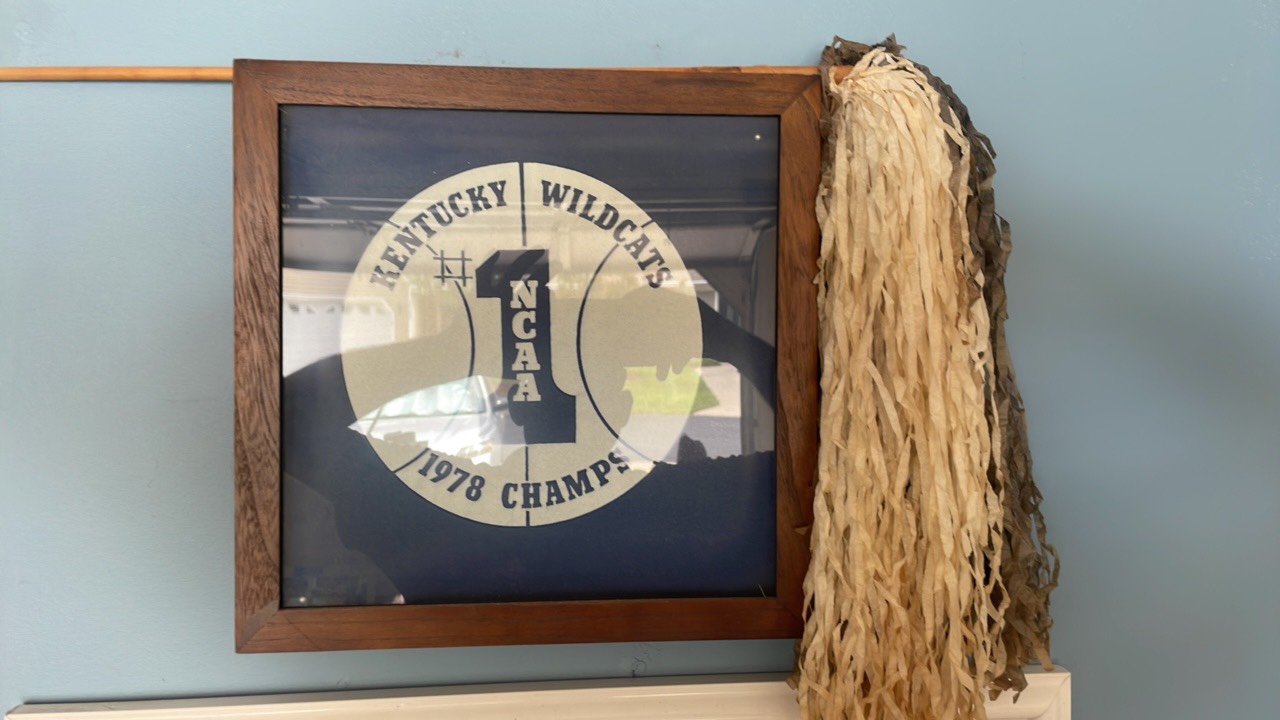 KENTUCKY WILDCATS
#1
NCAA
1978 CHAMPS